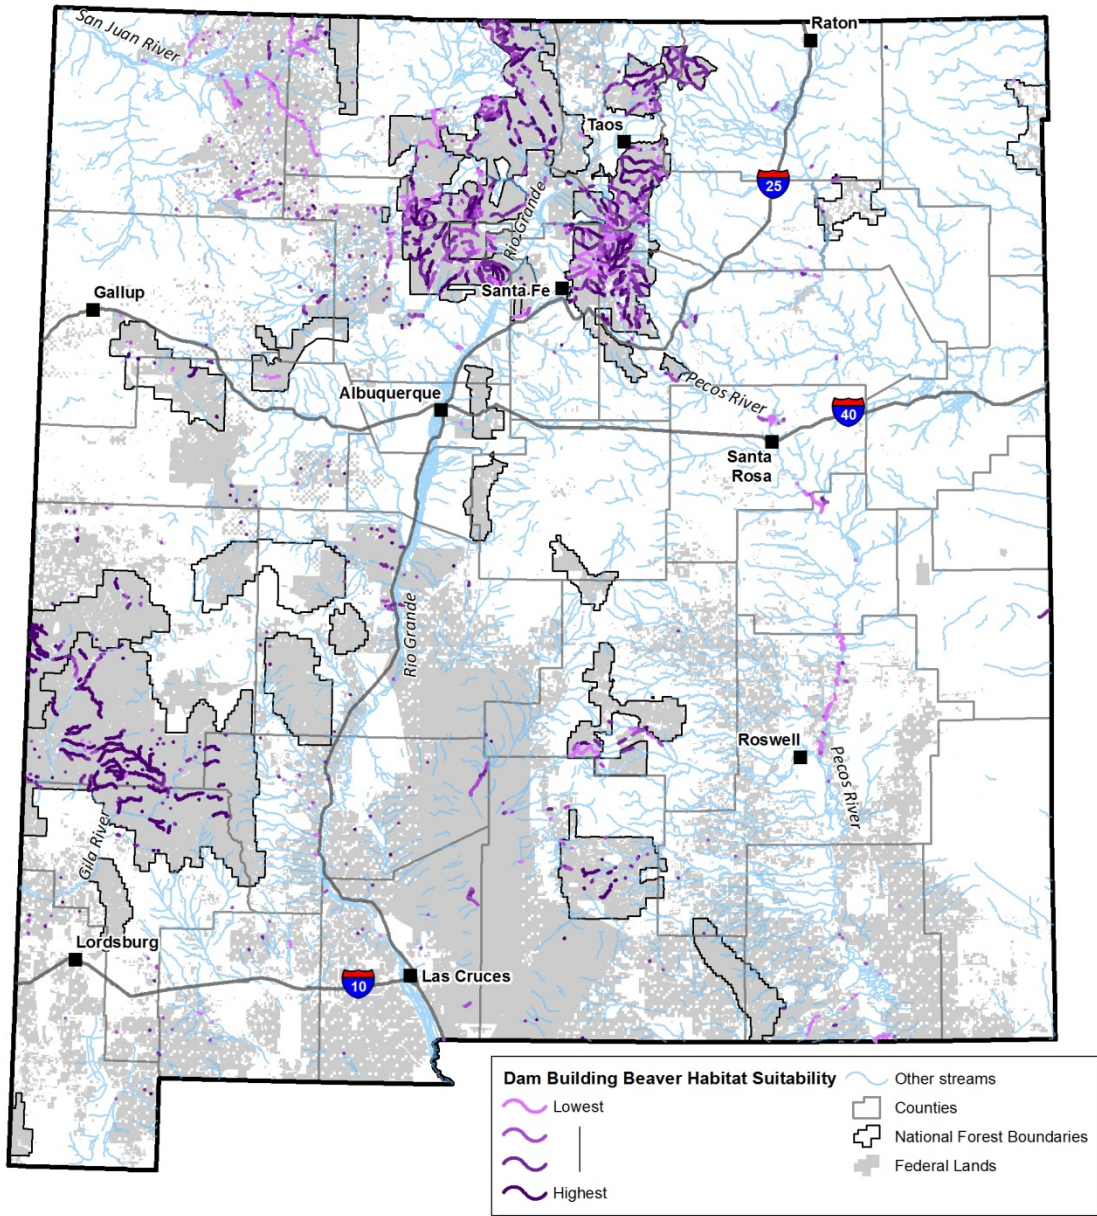 San Juan River
Raton
Taos
25
Rio Grande
Gallup
Santa Fe
Albuquerque
Pecos River
40
Santa
Rosa
Rio Grande
Roswell
Pecos River
Gila River
Lordsburg
10
Las Cruces
Dam Building Beaver Habitat Suitability
Lowest
Highest
Other streams
Counties
National Forest Boundaries
Federal Lands